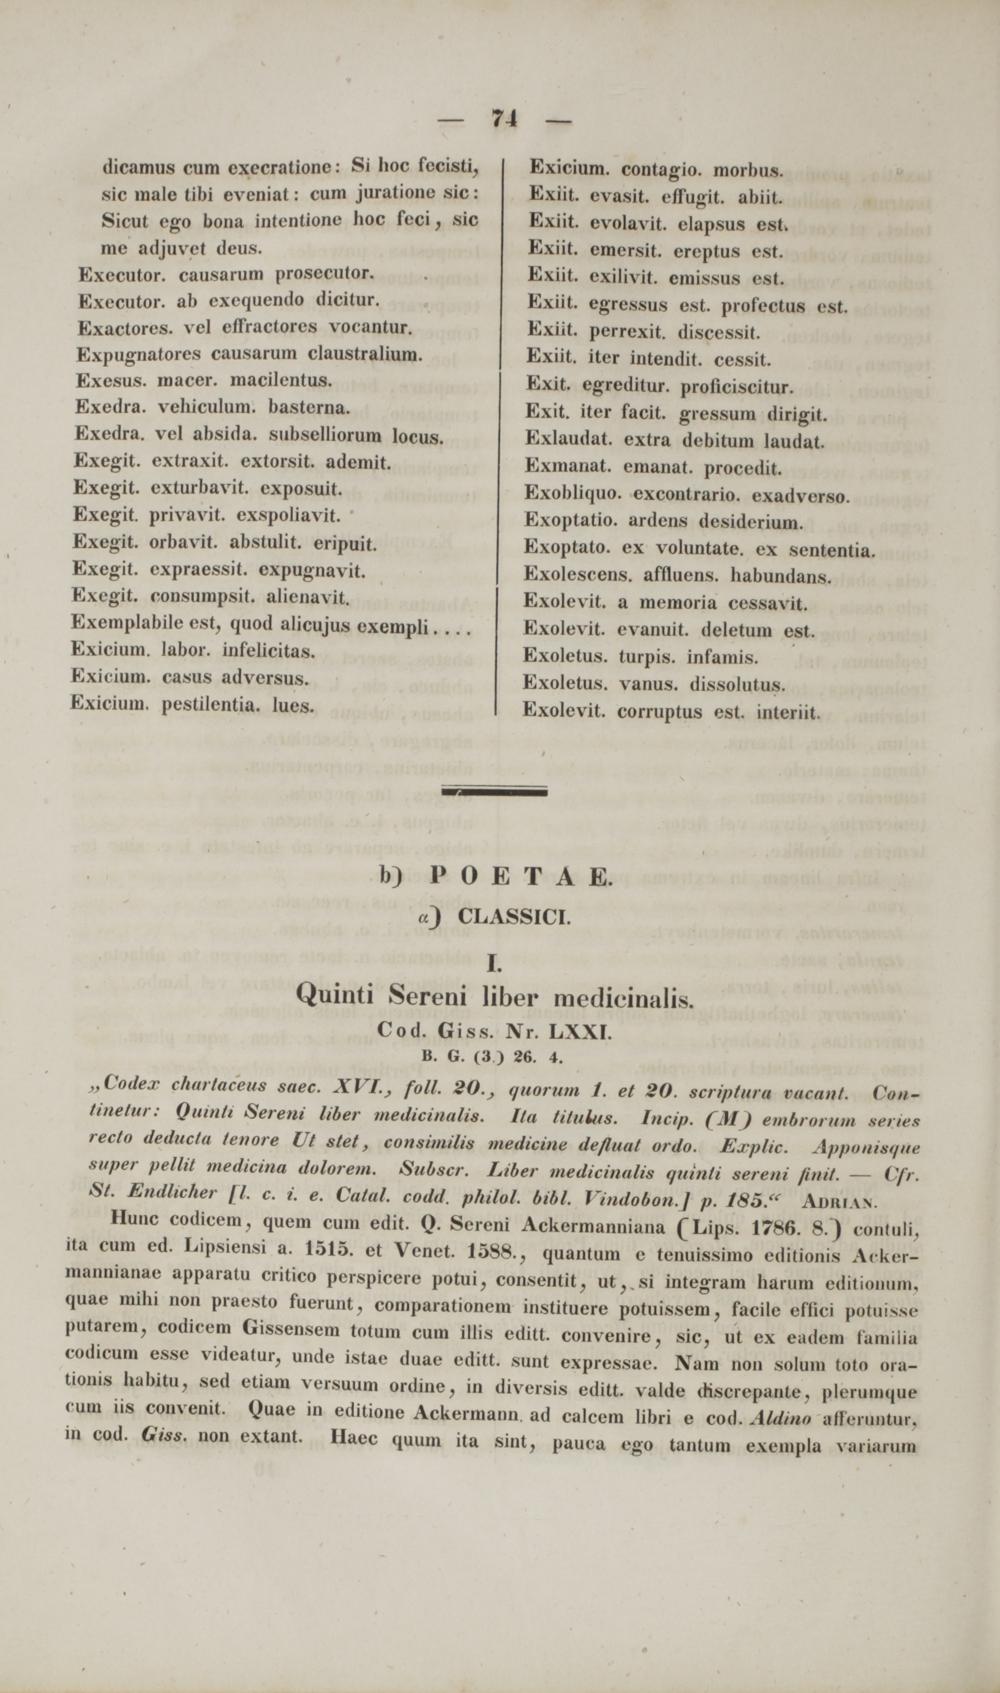 — 74 —
dicamus cum execratione: Si hoc fecisti,
sic male tibi eveniat: cum juratione sic:
Sicut ego bona intentione hoc feci, sic
me adjuvet deus.
Executor. causarum prosecutor.
Executor. ab exequendo dicitur.
Exactores. vel effractores vocantur.
Expugnatores causarum claustralium.
Exesus. macer. macilentus.
Exedra. vehiculum. basterna.
Exedra. vel absida. subselliorum locus.
Exegit. extraxit. extorsit. ademit.
Exegit. exturbavit. exposuit.
Exegit. privavit. exspoliavit.
Exegit. orbavit. abstulit. eripuit.
Exegit. expraessit. expugnavit.
Exegit. consumpsit. alienavit.
Exemplabile est, quod alicujus exempli....
Exicium. labor. infelicitas.
Exicium. casus adversus.
Exicium. pestilentia. lues.
Exicium. contagio. morbus.
Exiit. evasit. effugit. abiit.
Exiit. evolavit. elapsus est.
Exiit. emersit. ereptus est.
Exiit. exilivit. emissus est.
Exiit. egressus est. profectus est.
Exiit. perrexit. discessit.
Exiit. iter intendit. cessit.
Exit. egreditur. proficiscitur.
Exit. iter facit. gressum dirigit.
Exlaudat. extra debitum laudat.
Exmanat. emanat. procedit.
Exobliquo. excontrario. exadverso.
Exoptatio. ardens desiderium.
Exoptato. ex voluntate. ex sententia.
Exolescens. affluens. habundans.
Exolevit. a memoria cessavit.
Exolevit. evanuit. deletum est.
Exoletus. turpis. infamis.
Exoletus. vanus. dissolutus.
Exolevit. corruptus est. interiit.
b) POETAE.
α) CLASSICI.
I.
Quinti Sereni liber medicinalis.
Cod. Giss. Nr. LXXI.
B. G. (3.) 26. 4.
„Codex chartaceus saec. XVI., foll. 20., quorum 1. et 20. scriptura vacant. Con-
tinetur: Quinti Sereni liber medicinalis. Ita titulus. Incip. (M) embrorum series
recto deducta tenore Ut stet, consimilis medicine defluat ordo. Explic. Apponisque
super pellit medicina dolorem. Subscr. Liber medicinalis quinti sereni finit. — Cfr.
St. Endlicher [l. c. i. e. Catal. codd. philol. bibl. Vindobon.] p. 185.“ ADRIAN.
Hunc codicem, quem cum edit. Q. Sereni Ackermanniana (Lips. 1786. 8.) contuli,
ita cum ed. Lipsiensi a. 1515. et Venet. 1588., quantum e tenuissimo editionis Acker-
mannianae apparatu critico perspicere potui, consentit, ut, si integram harum editionum,
quae mihi non praesto fuerunt, comparationem instituere potuissem, facile effici potuisse
putarem, codicem Gissensem totum cum illis editt. convenire, sic, ut ex eadem familia
codicum esse videatur, unde istae duae editt. sunt expressae. Nam non solum toto ora-
tionis habitu, sed etiam versuum ordine, in diversis editt. valde discrepante, plerumque
cum iis convenit. Quae in editione Ackermann. ad calcem libri e cod. Aldino afferuntur,
in cod. Giss. non extant. Haec quum ita sint, pauca ego tantum exempla variarum